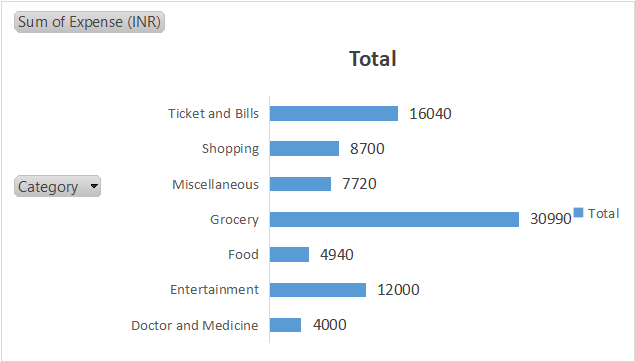 Sum of Expense (INR)
Total
Ticket and Bills 16040
Shopping 8700
Category
Miscellaneous 7720
Grocery 30990
Total
Food 4940
Entertainment 12000
Doctor and Medicine 4000